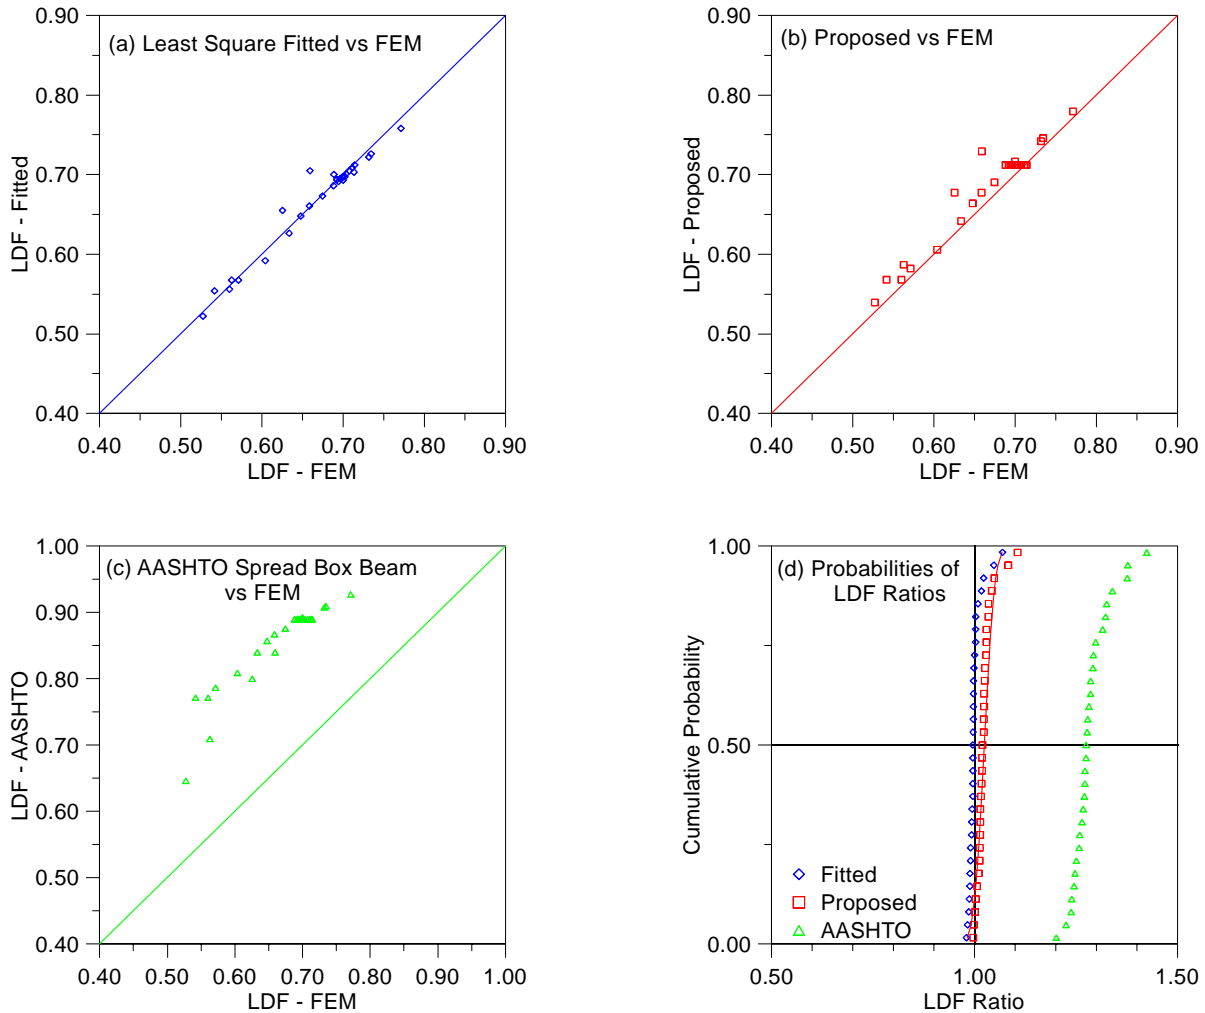 (a) Least Square Fitted vs FEM
LDF - Fitted
0.90
0.80
0.70
0.60
0.50
0.40
0.40 0.50 0.60 0.70 0.80 0.90
LDF - FEM
(b) Proposed vs FEM
LDF - Proposed
0.90
0.80
0.70
0.60
0.50
0.40
0.40 0.50 0.60 0.70 0.80 0.90
LDF - FEM
(c) AASHTO Spread Box Beam
vs FEM
LDF - AASHTO
1.00
0.90
0.80
0.70
0.60
0.50
0.40
0.40 0.50 0.60 0.70 0.80 0.90 1.00
LDF - FEM
(d) Probabilities of
LDF Ratios
Cumulative Probability
1.00
0.50
0.00
Fitted
Proposed
AASHTO
0.50 1.00 1.50
LDF Ratio